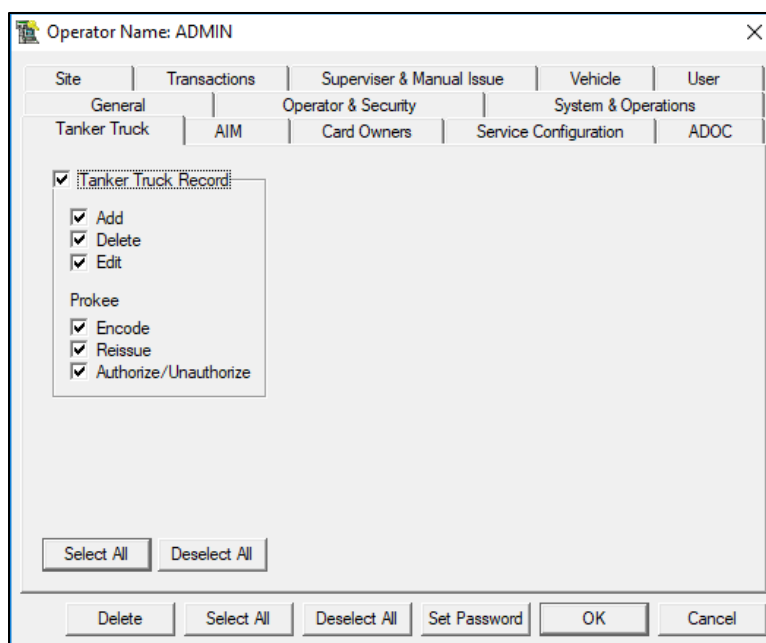 Operator Name: ADMIN
Site Transactions Superviser & Manual Issue Vehicle User
General Operator & Security System & Operations
Tanker Truck AIM Card Owners Service Configuration ADOC
Tanker Truck Record
Add
Delete
Edit
Prokee
Encode
Reissue
Authorize/Unauthorize
Select All Deselect All
Delete Select All Deselect All Set Password OK Cancel